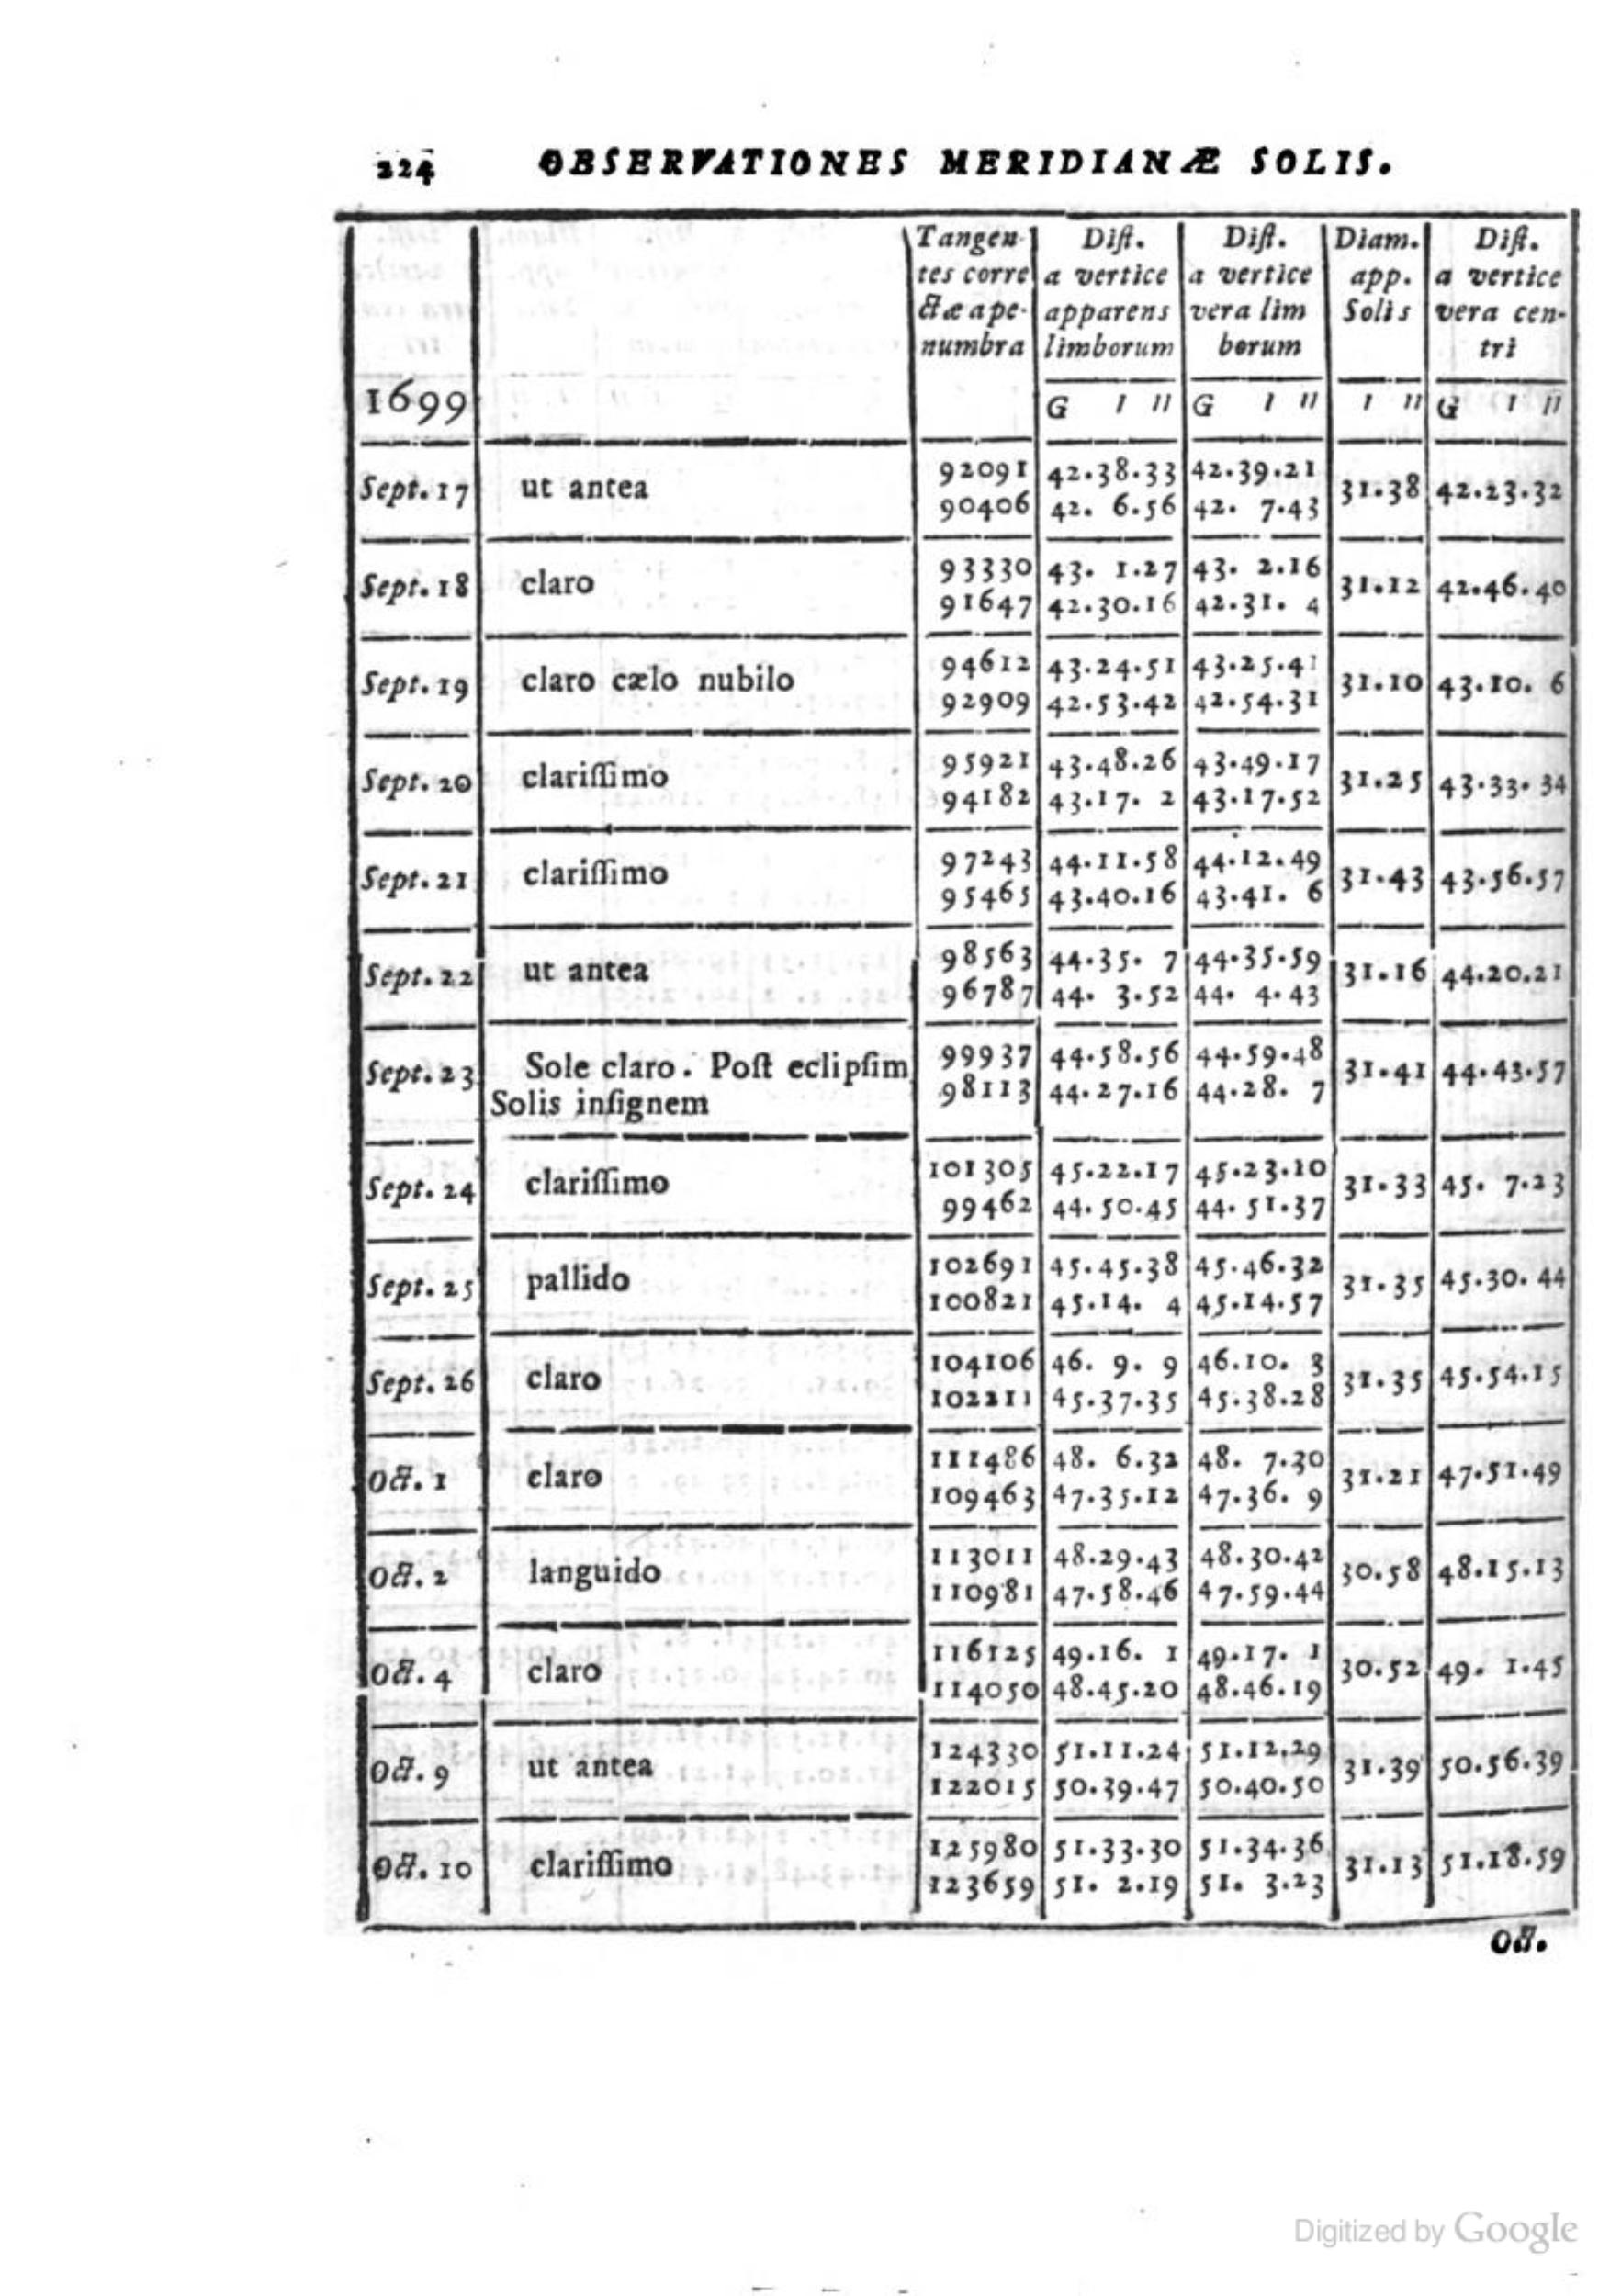 224 OBSERVATIONES MERIDIANÆ SOLIS.
Tangen- Diſt. Diſt. Diam. Diſt.
tes corre a vertice a vertice app. a vertice
ctæ ape- apparens vera lim Solis vera cen-
numbra limborum borum tri
1699 G I II G I II I II G I II
Sept. 17 ut antea 92091 42.38.33 42.39.21 31.38 42.23.32
90406 42. 6.56 42. 7.43
Sept. 18 claro 93330 43. 1.27 43. 2.16 31.12 42.46.40
91647 42.30.16 42.31. 4
Sept. 19 claro cælo nubilo 94612 43.24.51 43.25.41 31.10 43.10. 6
92909 42.53.42 42.54.31
Sept. 20 clariſſimo 95921 43.48.26 43.49.17 31.25 43.33.34
94182 43.17. 2 43.17.52
Sept. 21 clariſſimo 97243 44.11.58 44.12.49 31.43 43.56.57
95465 43.40.16 43.41. 6
Sept. 22 ut antea 98563 44.35. 7 44.35.59 31.16 44.20.21
96787 44. 3.52 44. 4.43
Sept. 23 Sole claro. Poſt eclipſim 99937 44.58.56 44.59.48 31.41 44.43.57
Solis inſignem 98113 44.27.16 44.28. 7
Sept. 24 clariſſimo 101305 45.22.17 45.23.10 31.33 45. 7.23
99462 44.50.45 44.51.37
Sept. 25 pallido 102691 45.45.38 45.46.32 31.35 45.30.44
100821 45.14. 4 45.14.57
Sept. 26 claro 104106 46. 9. 9 46.10. 3 31.35 45.54.15
102211 45.37.35 45.38.28
Oct. 1 claro 111486 48. 6.32 48. 7.30 31.21 47.51.49
109463 47.35.12 47.36. 9
Oct. 2 languido 113011 48.29.43 48.30.42 30.58 48.15.13
110981 47.58.46 47.59.44
Oct. 4 claro 116125 49.16. 1 49.17. 1 30.52 49. 1.45
114050 48.45.20 48.46.19
Oct. 9 ut antea 124330 51.11.24 51.12.29 31.39 50.56.39
122015 50.39.47 50.40.50
Oct. 10 clariſſimo 125980 51.33.30 51.34.36 31.13 51.18.59
123659 51. 2.19 51. 3.23
Oct.
Digitized by Google